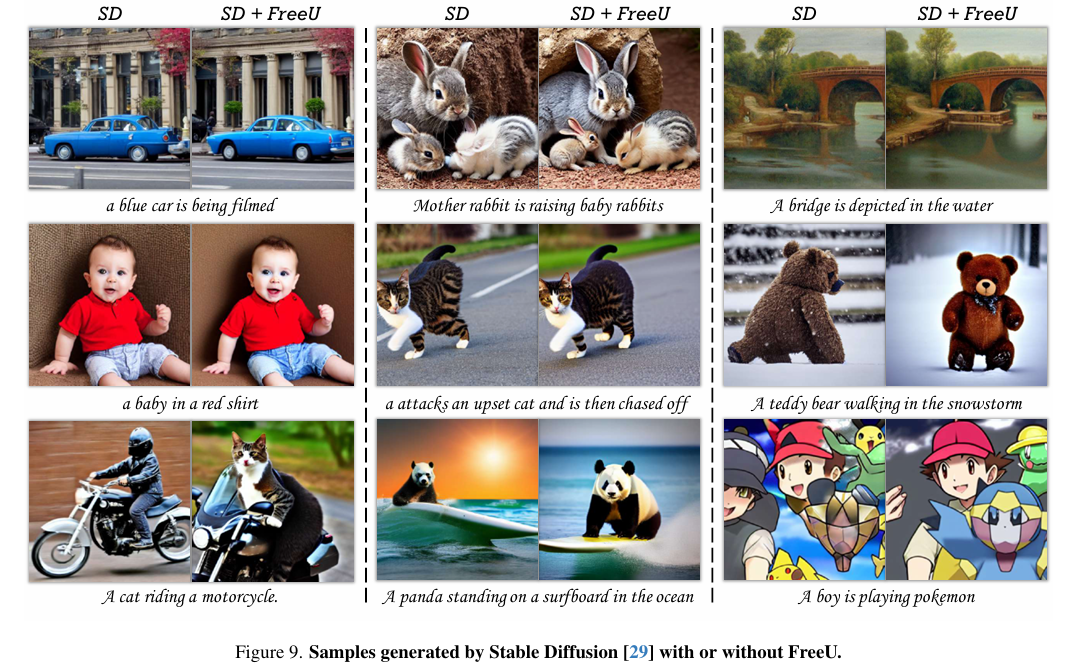 SD SD + FreeU SD SD + FreeU SD SD + FreeU
a blue car is being filmed Mother rabbit is raising baby rabbits A bridge is depicted in the water
a baby in a red shirt a attacks an upset cat and is then chased off A teddy bear walking in the snowstorm
A cat riding a motorcycle. A panda standing on a surfboard in the ocean A boy is playing pokemon
Figure 9. Samples generated by Stable Diffusion [29] with or without FreeU.